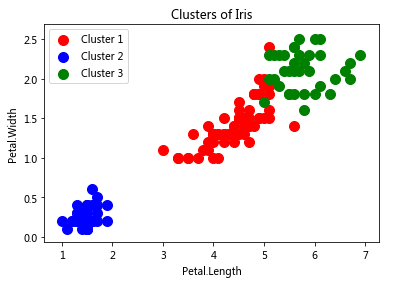 Clusters of Iris
Cluster 1
Cluster 2
Cluster 3
Petal.Width
2.5
2.0
1.5
1.0
0.5
0.0
1 2 3 4 5 6 7
Petal.Length